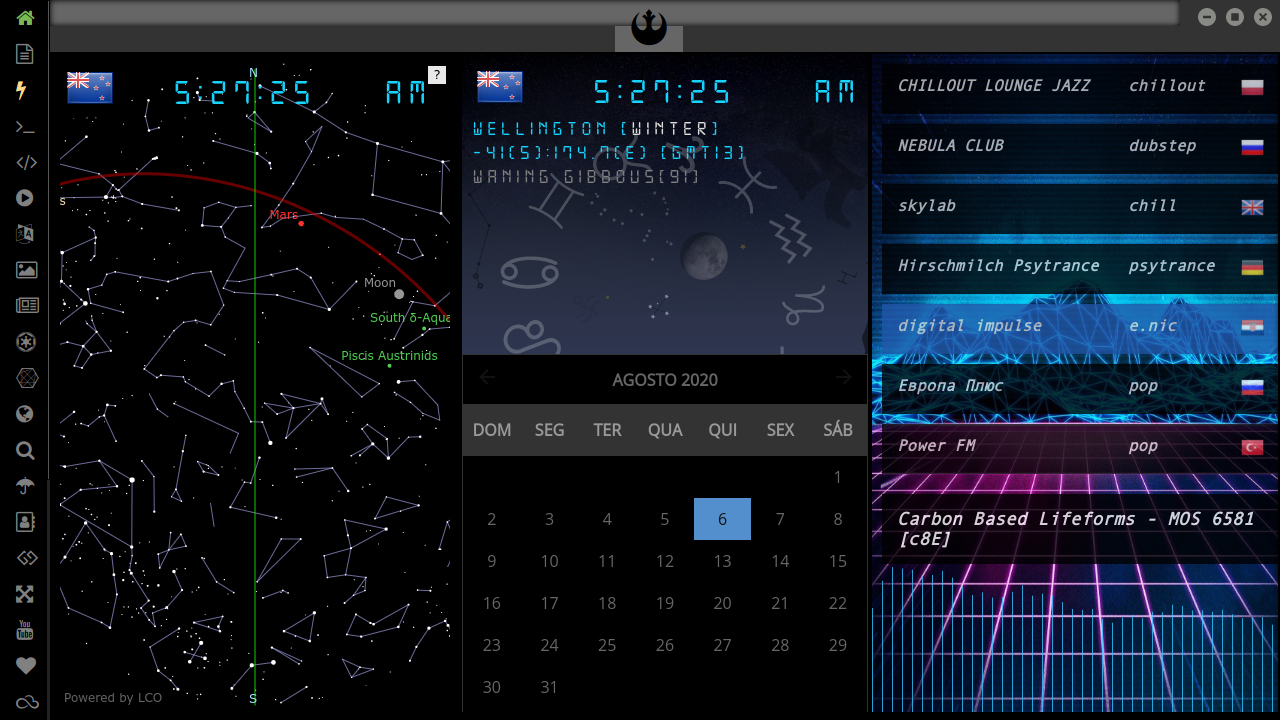 N
5:27:25 AM
?
s
Mars
Moon
South δ-Aqua
Piscis Austrinids
S
Powered by LCO
5:27:25 AM
WELLINGTON [WINTER]
-41(S):174.7(E) [GMT13]
WANING GIBBOUS[91]
AGOSTO 2020
DOM SEG TER QUA QUI SEX SÁB
1
2 3 4 5 6 7 8
9 10 11 12 13 14 15
16 17 18 19 20 21 22
23 24 25 26 27 28 29
30 31
CHILLOUT LOUNGE JAZZ chillout
NEBULA CLUB dubstep
skylab chill
Hirschmilch Psytrance psytrance
digital impulse e.nic
Европа Плюс pop
Power FM pop
Carbon Based Lifeforms - MOS 6581
[c8E]
You
Tube